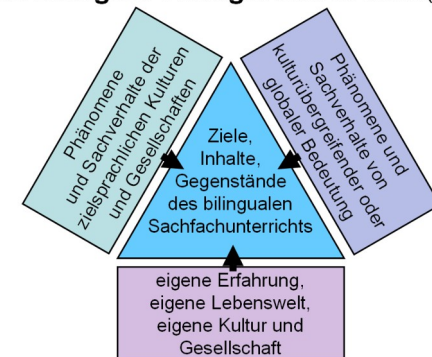 Phänomene
und Sachverhalte der
zielsprachlichen Kulturen
und Gesellschaften
Phänomene und
Sachverhalte von
kulturübergreifender oder
globaler Bedeutung
Ziele,
Inhalte,
Gegenstände
des bilingualen
Sachfachunterrichts
eigene Erfahrung,
eigene Lebenswelt,
eigene Kultur und
Gesellschaft